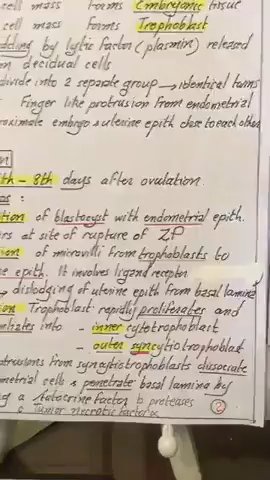 cell mass forms Embryonic tissue
cell mass forms Trophoblast
by lytic factor (plasmin) released
decidual cells
divide into 2 separate group → identical
Finger like protrusion from endometrial
embryo & uterine epith close to each other
- 8th days after ovulation.
of blastocyst with endometrial epith.
at site of rupture of ZP
of microvilli from trophoblasts to
epith. It involves ligand receptor
→ dislodging of uterine epith from basal lamina
Trophoblast rapidly proliferates and
into - inner cytotrophoblast
- outer syncytiotrophoblast
from syncytiotrophoblasts dissociate
cells & penetrate basal lamina by
a Autocrine factor b proteases
c Tumor necrotic factor α
2